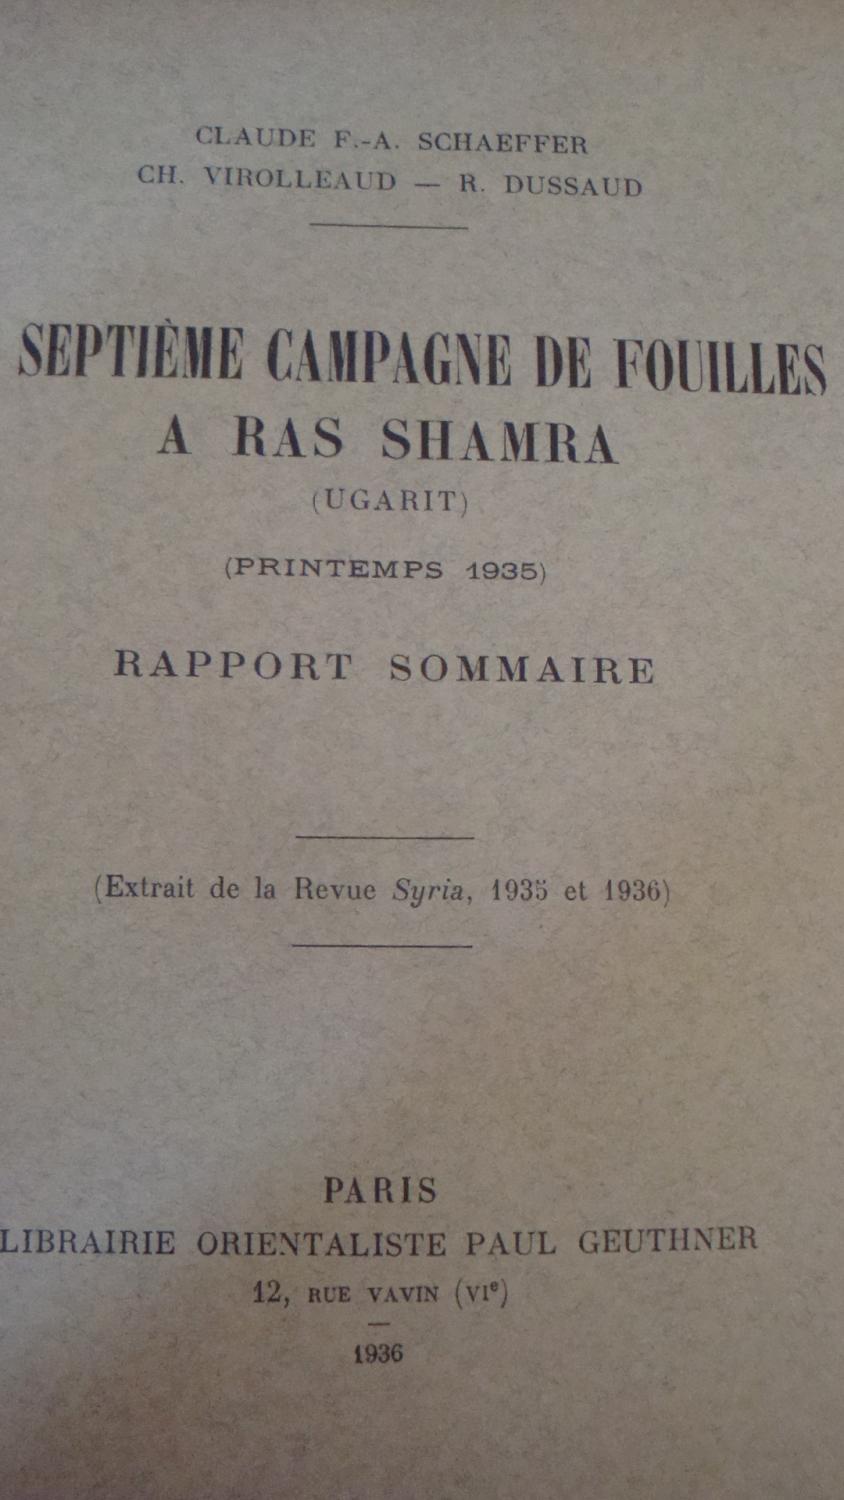 CLAUDE F.-A. SCHAEFFER
CH. VIROLLEAUD — R. DUSSAUD
SEPTIÈME CAMPAGNE DE FOUILLES
A RAS SHAMRA
(UGARIT)
(PRINTEMPS 1935)
RAPPORT SOMMAIRE
(Extrait de la Revue Syria, 1935 et 1936)
PARIS
LIBRAIRIE ORIENTALISTE PAUL GEUTHNER
12, RUE VAVIN (VIe)
1936